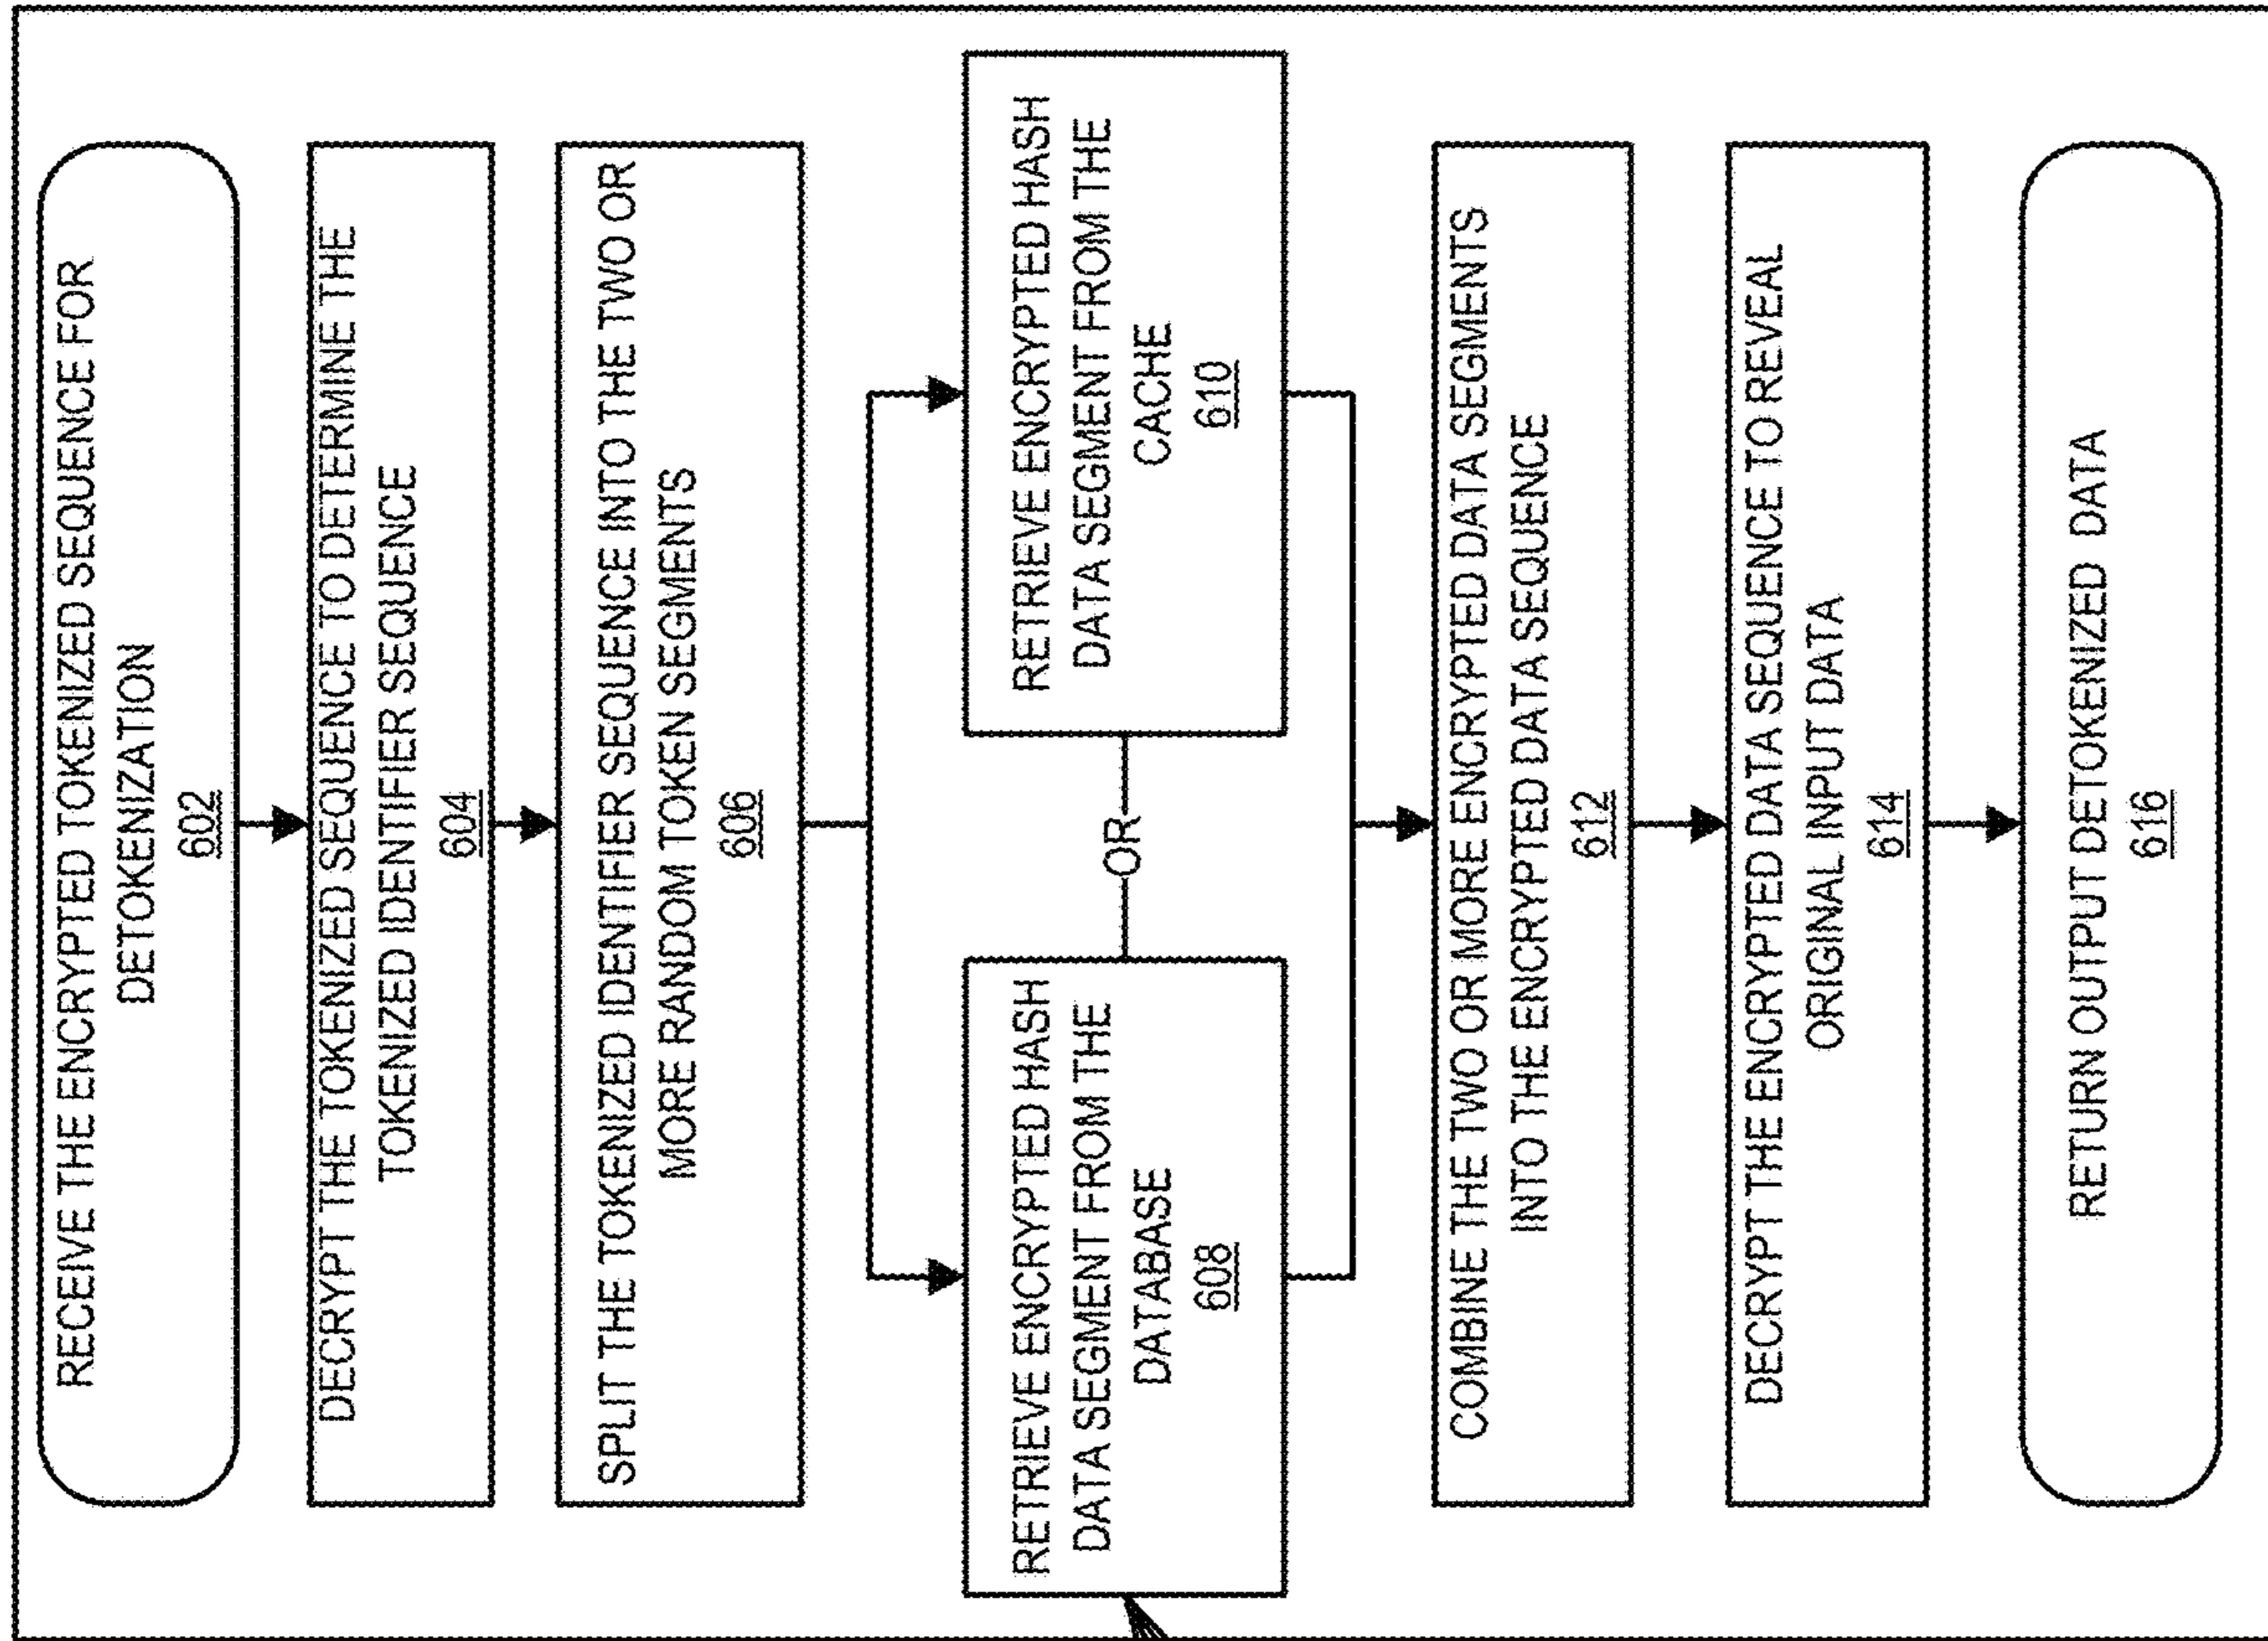 RECEIVE THE ENCRYPTED TOKENIZED SEQUENCE FOR
DETOKENIZATION
602
DECRYPT THE TOKENIZED SEQUENCE TO DETERMINE THE
TOKENIZED IDENTIFIER SEQUENCE
604
SPLIT THE TOKENIZED IDENTIFIER SEQUENCE INTO THE TWO OR
MORE RANDOM TOKEN SEGMENTS
606
RETRIEVE ENCRYPTED HASH
DATA SEGMENT FROM THE
DATABASE
608
OR
RETRIEVE ENCRYPTED HASH
DATA SEGMENT FROM THE
CACHE
610
COMBINE THE TWO OR MORE ENCRYPTED DATA SEGMENTS
INTO THE ENCRYPTED DATA SEQUENCE
612
DECRYPT THE ENCRYPTED DATA SEQUENCE TO REVEAL
ORIGINAL INPUT DATA
614
RETURN OUTPUT DETOKENIZED DATA
616